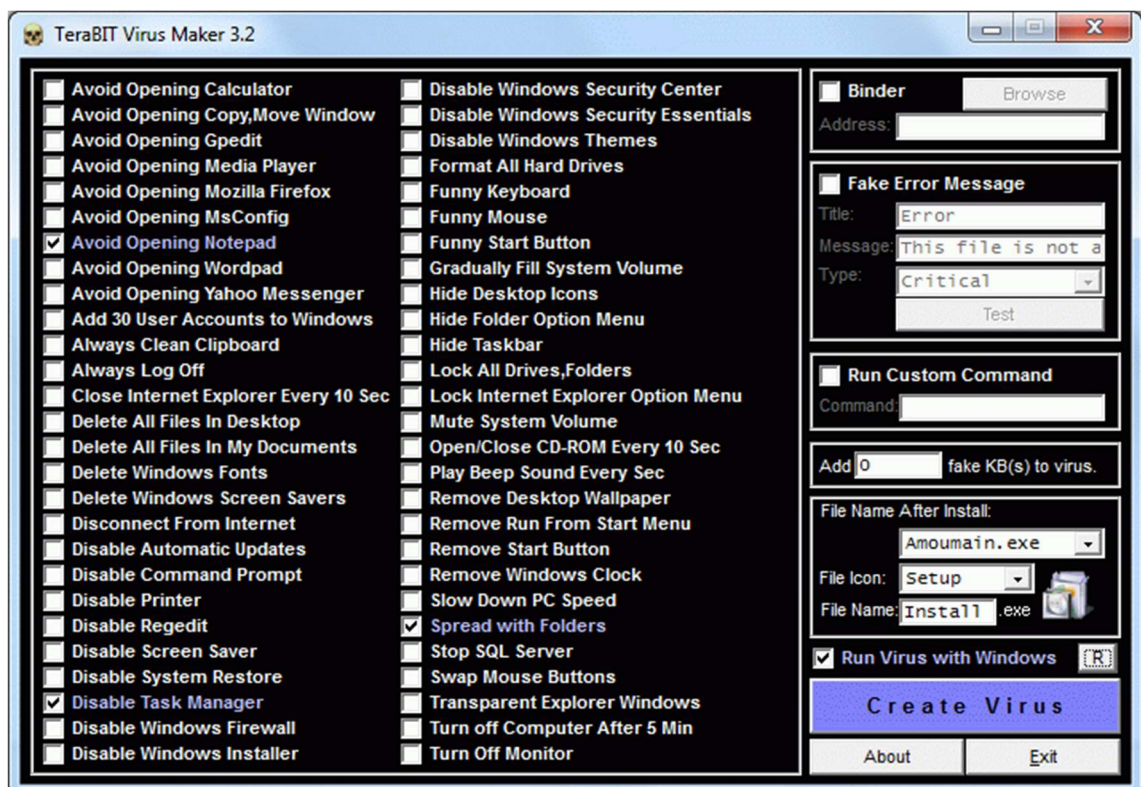 TeraBIT Virus Maker 3.2
Avoid Opening Calculator
Avoid Opening Copy,Move Window
Avoid Opening Gpedit
Avoid Opening Media Player
Avoid Opening Mozilla Firefox
Avoid Opening MsConfig
Avoid Opening Notepad
Avoid Opening Wordpad
Avoid Opening Yahoo Messenger
Add 30 User Accounts to Windows
Always Clean Clipboard
Always Log Off
Close Internet Explorer Every 10 Sec
Delete All Files In Desktop
Delete All Files In My Documents
Delete Windows Fonts
Delete Windows Screen Savers
Disconnect From Internet
Disable Automatic Updates
Disable Command Prompt
Disable Printer
Disable Regedit
Disable Screen Saver
Disable System Restore
Disable Task Manager
Disable Windows Firewall
Disable Windows Installer
Disable Windows Security Center
Disable Windows Security Essentials
Disable Windows Themes
Format All Hard Drives
Funny Keyboard
Funny Mouse
Funny Start Button
Gradually Fill System Volume
Hide Desktop Icons
Hide Folder Option Menu
Hide Taskbar
Lock All Drives,Folders
Lock Internet Explorer Option Menu
Mute System Volume
Open/Close CD-ROM Every 10 Sec
Play Beep Sound Every Sec
Remove Desktop Wallpaper
Remove Run From Start Menu
Remove Start Button
Remove Windows Clock
Slow Down PC Speed
Spread with Folders
Stop SQL Server
Swap Mouse Buttons
Transparent Explorer Windows
Turn off Computer After 5 Min
Turn Off Monitor
Binder Browse
Address:
Fake Error Message
Title: Error
Message: This file is not a
Type: Critical
Test
Run Custom Command
Command:
Add 0 fake KB(s) to virus.
File Name After Install:
Amoumain.exe
File Icon: Setup
File Name: Install .exe
Run Virus with Windows R
Create Virus
About Exit